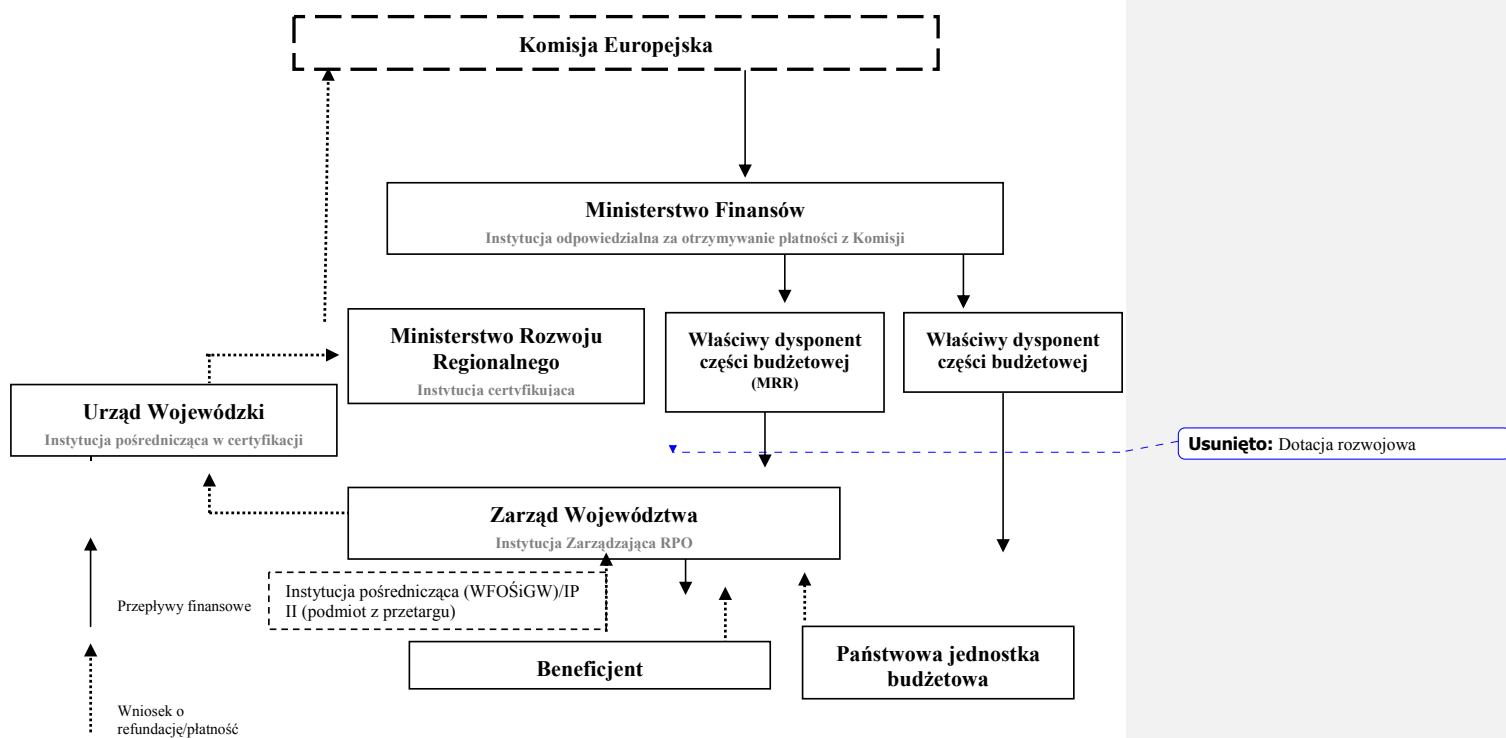 Komisja Europejska
Ministerstwo Finansów
Instytucja odpowiedzialna za otrzymywanie płatności z Komisji
Ministerstwo Rozwoju
Regionalnego
Instytucja certyfikująca
Właściwy dysponent
części budżetowej
(MRR)
Właściwy dysponent
części budżetowej
Urząd Wojewódzki
Instytucja pośrednicząca w certyfikacji
Usunięto: Dotacja rozwojowa
Zarząd Województwa
Instytucja Zarządzająca RPO
Przepływy finansowe
Instytucja pośrednicząca (WFOŚiGW)/IP
II (podmiot z przetargu)
Beneficjent
Państwowa jednostka
budżetowa
Wniosek o
refundację/płatność